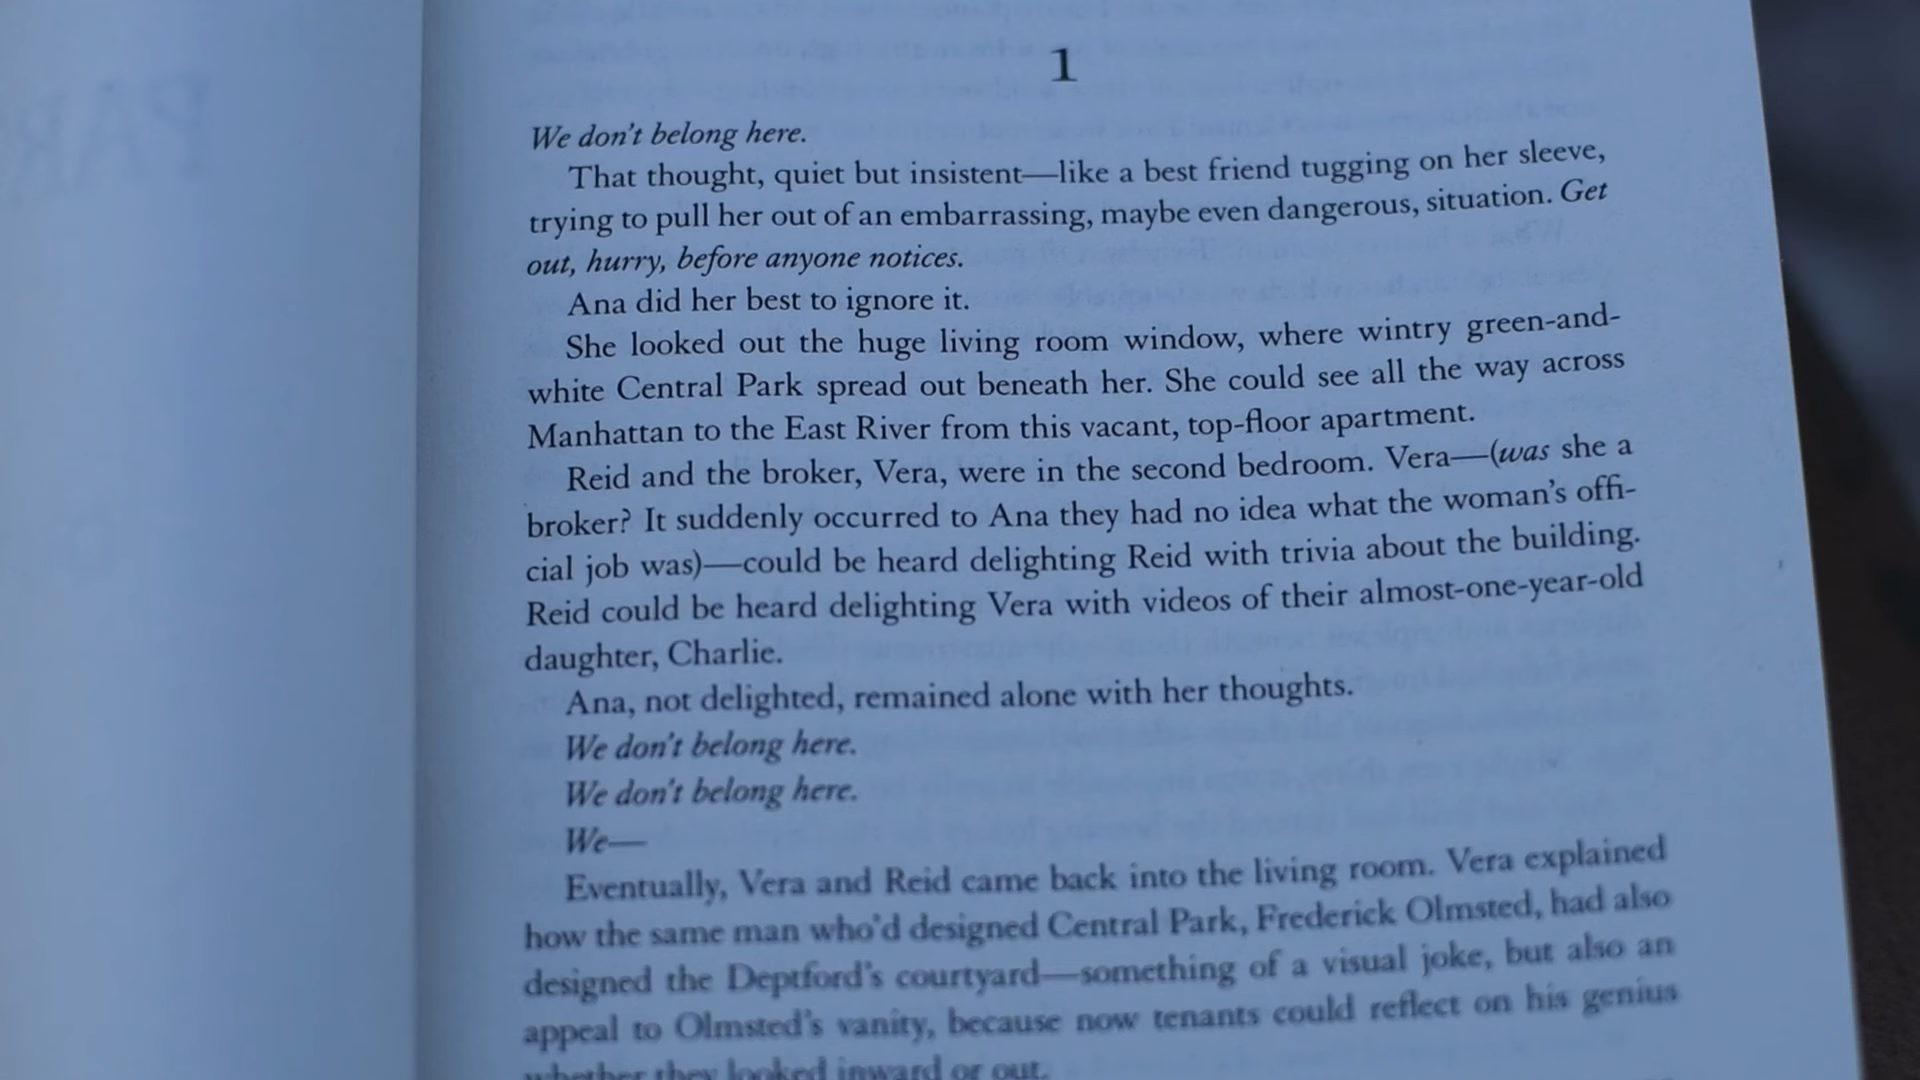 1
We don't belong here.
That thought, quiet but insistent—like a best friend tugging on her sleeve,
trying to pull her out of an embarrassing, maybe even dangerous, situation. Get
out, hurry, before anyone notices.
Ana did her best to ignore it.
She looked out the huge living room window, where wintry green-and-
white Central Park spread out beneath her. She could see all the way across
Manhattan to the East River from this vacant, top-floor apartment.
Reid and the broker, Vera, were in the second bedroom. Vera—(was she a
broker? It suddenly occurred to Ana they had no idea what the woman's offi-
cial job was)—could be heard delighting Reid with trivia about the building.
Reid could be heard delighting Vera with videos of their almost-one-year-old
daughter, Charlie.
Ana, not delighted, remained alone with her thoughts.
We don't belong here.
We don't belong here.
We—
Eventually, Vera and Reid came back into the living room. Vera explained
how the same man who'd designed Central Park, Frederick Olmsted, had also
designed the Deptford's courtyard—something of a visual joke, but also an
appeal to Olmsted's vanity, because now tenants could reflect on his genius
whether they looked inward or out.